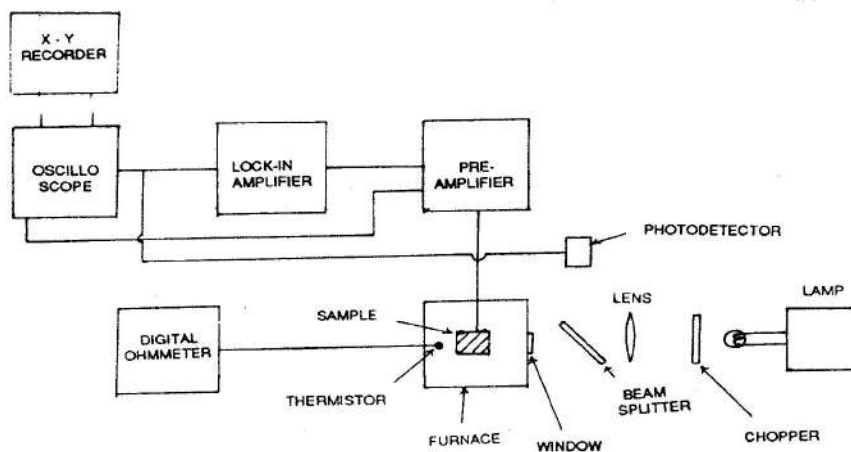 X - Y
RECORDER
OSCILLO
SCOPE
LOCK-IN
AMPLIFIER
PRE-
AMPLIFIER
PHOTODETECTOR
LENS
LAMP
SAMPLE
DIGITAL
OHMMETER
THERMISTOR
BEAM
SPLITTER
FURNACE
WINDOW
CHOPPER